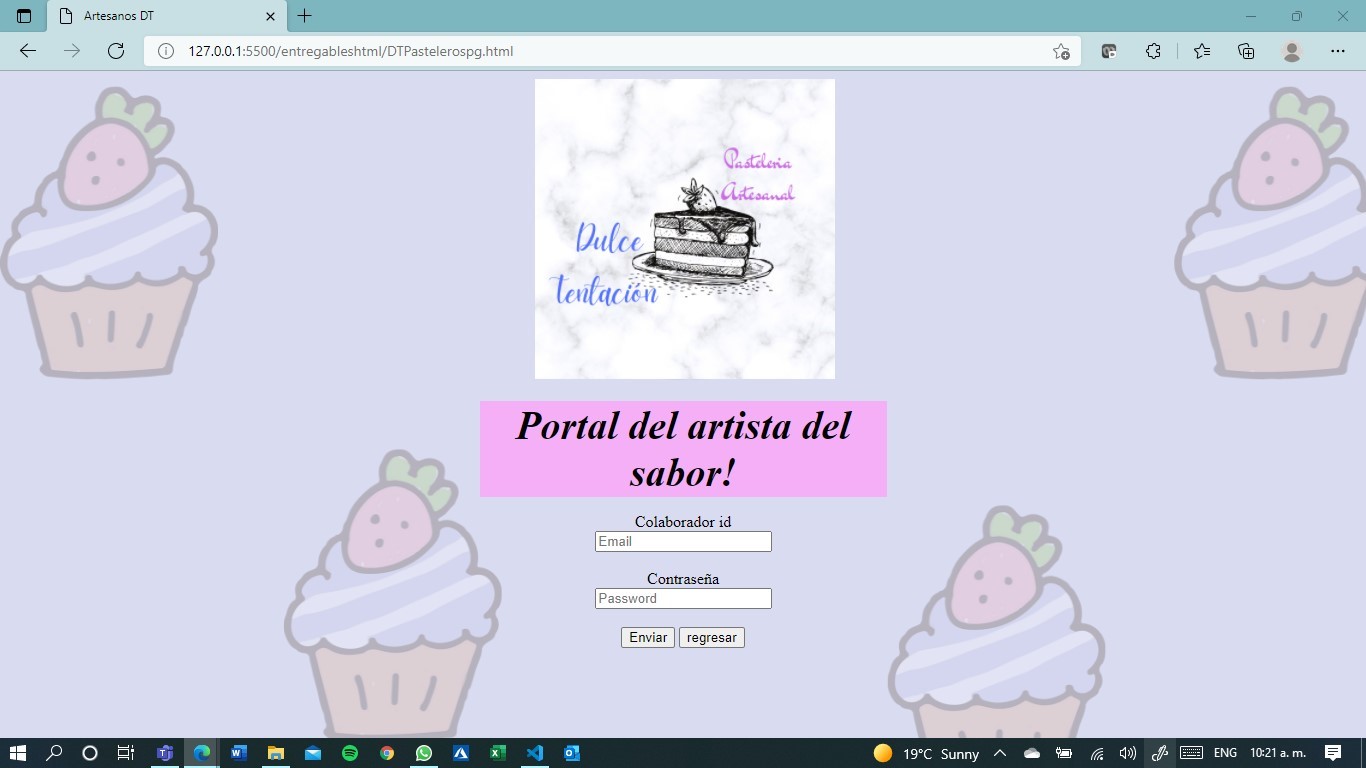 Artesanos DT
127.0.0.1:5500/entregableshtml/DTPastelerospg.html
Pasteleria
Artesanal
Dulce
tentación
Portal del artista del
sabor!
Colaborador id
Email
Contraseña
Password
Enviar regresar
19°C Sunny ENG 10:21 a. m.